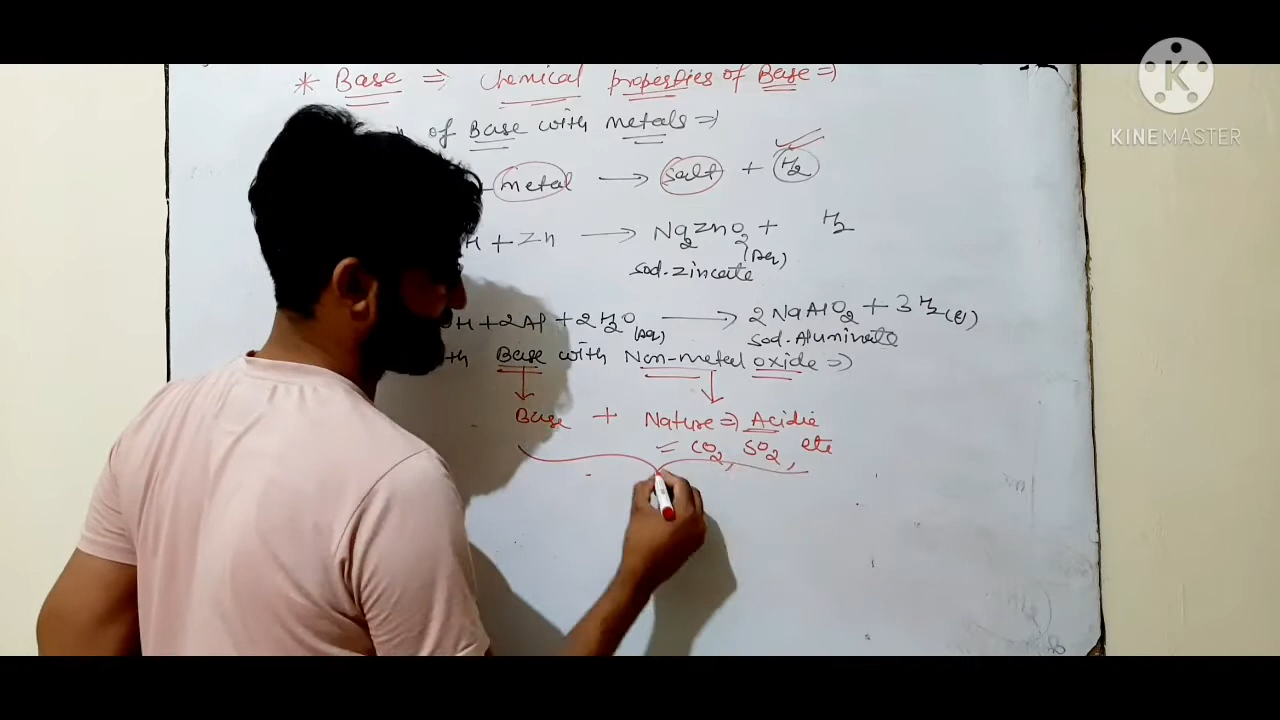 * Base ⇒ Chemical properties of Base ⇒
of Base with metals ⇒
metal → salt + H2
H + Zn → Na2ZnO2 + H2
(aq)
sod. zincate
OH + 2Al + 2H2O → 2NaAlO2 + 3H2(g)
(aq)
sod. Aluminate
th Base with Non-metal oxide ⇒
Base + Nature ⇒ Acidic
= CO2, SO2, etc
K
KINEMASTER